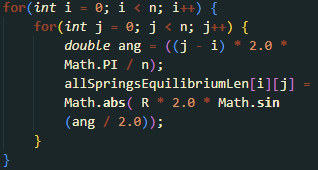 for(int i = 0; i < n; i++) {
for(int j = 0; j < n; j++) {
double ang = ((j - i) * 2.0 *
Math.PI / n);
allSpringsEquilibriumLen[i][j] =
Math.abs( R * 2.0 * Math.sin
(ang / 2.0));
}
}